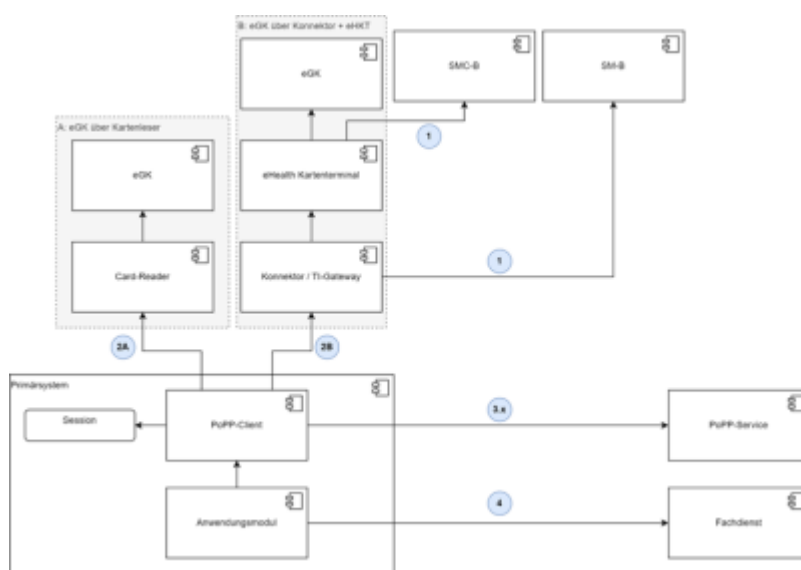 B: eGK über Konnektor + eHKT
eGK
SMC-B
SM-B
A: eGK über Kartenleser
1
eGK
eHealth Kartenterminal
Card-Reader
Konnektor / TI-Gateway
1
2A
2B
Primärsystem
Session
PoPP-Client
3.x
PoPP-Service
Anwendungsmodul
4
Fachdienst